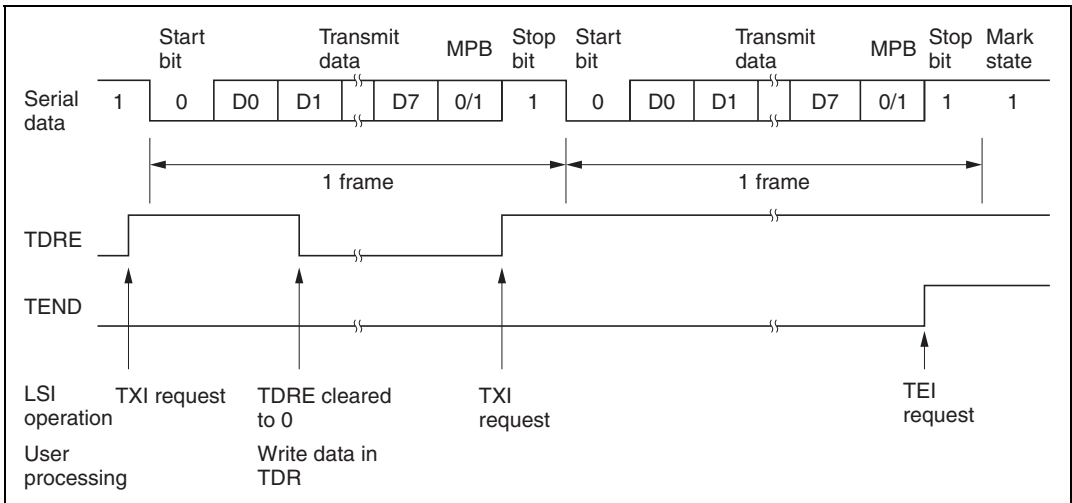 Start bit Transmit data MPB Stop bit Start bit Transmit data MPB Stop bit Mark state
Serial data 1 0 D0 D1 D7 0/1 1 0 D0 D1 D7 0/1 1 1
1 frame 1 frame
TDRE
TEND
LSI operation TXI request TDRE cleared to 0 TXI request TEI request
User processing Write data in TDR